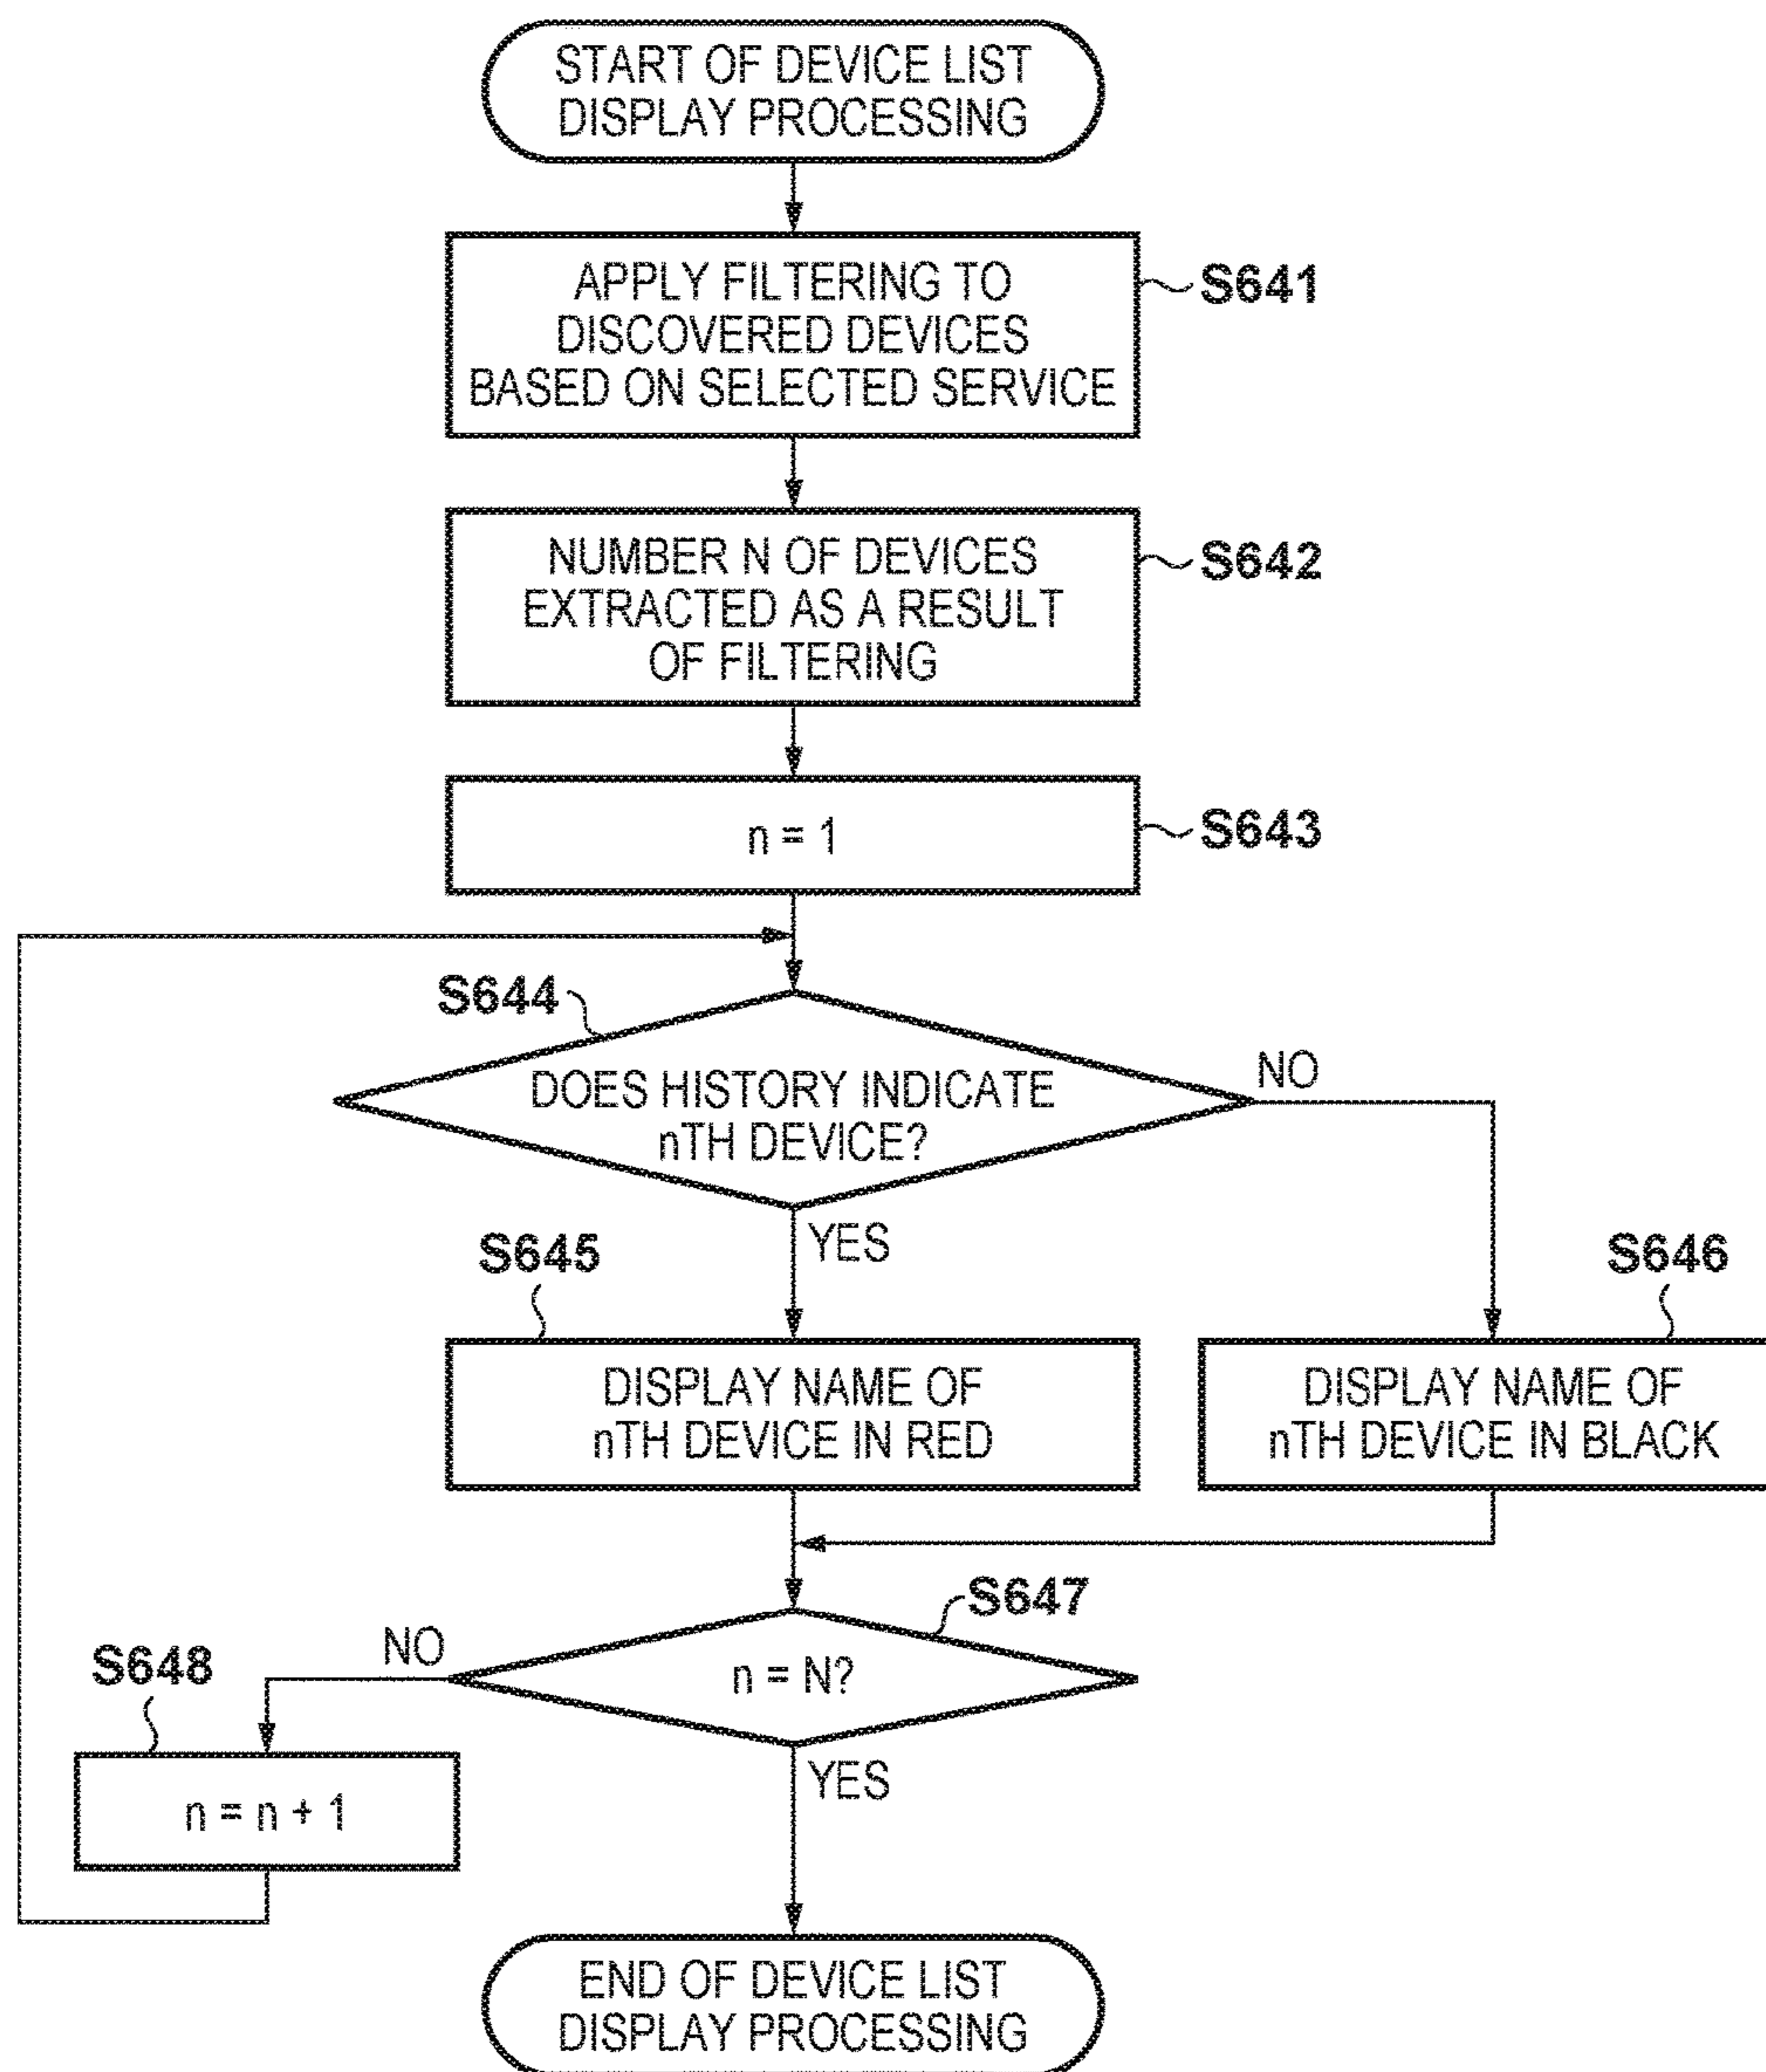 START OF DEVICE LIST
DISPLAY PROCESSING
APPLY FILTERING TO
DISCOVERED DEVICES
BASED ON SELECTED SERVICE
S641
NUMBER N OF DEVICES
EXTRACTED AS A RESULT
OF FILTERING
S642
n = 1
S643
S644
DOES HISTORY INDICATE
nTH DEVICE?
NO
YES
S645
DISPLAY NAME OF
nTH DEVICE IN RED
S646
DISPLAY NAME OF
nTH DEVICE IN BLACK
S647
n = N?
NO
YES
S648
n = n + 1
END OF DEVICE LIST
DISPLAY PROCESSING